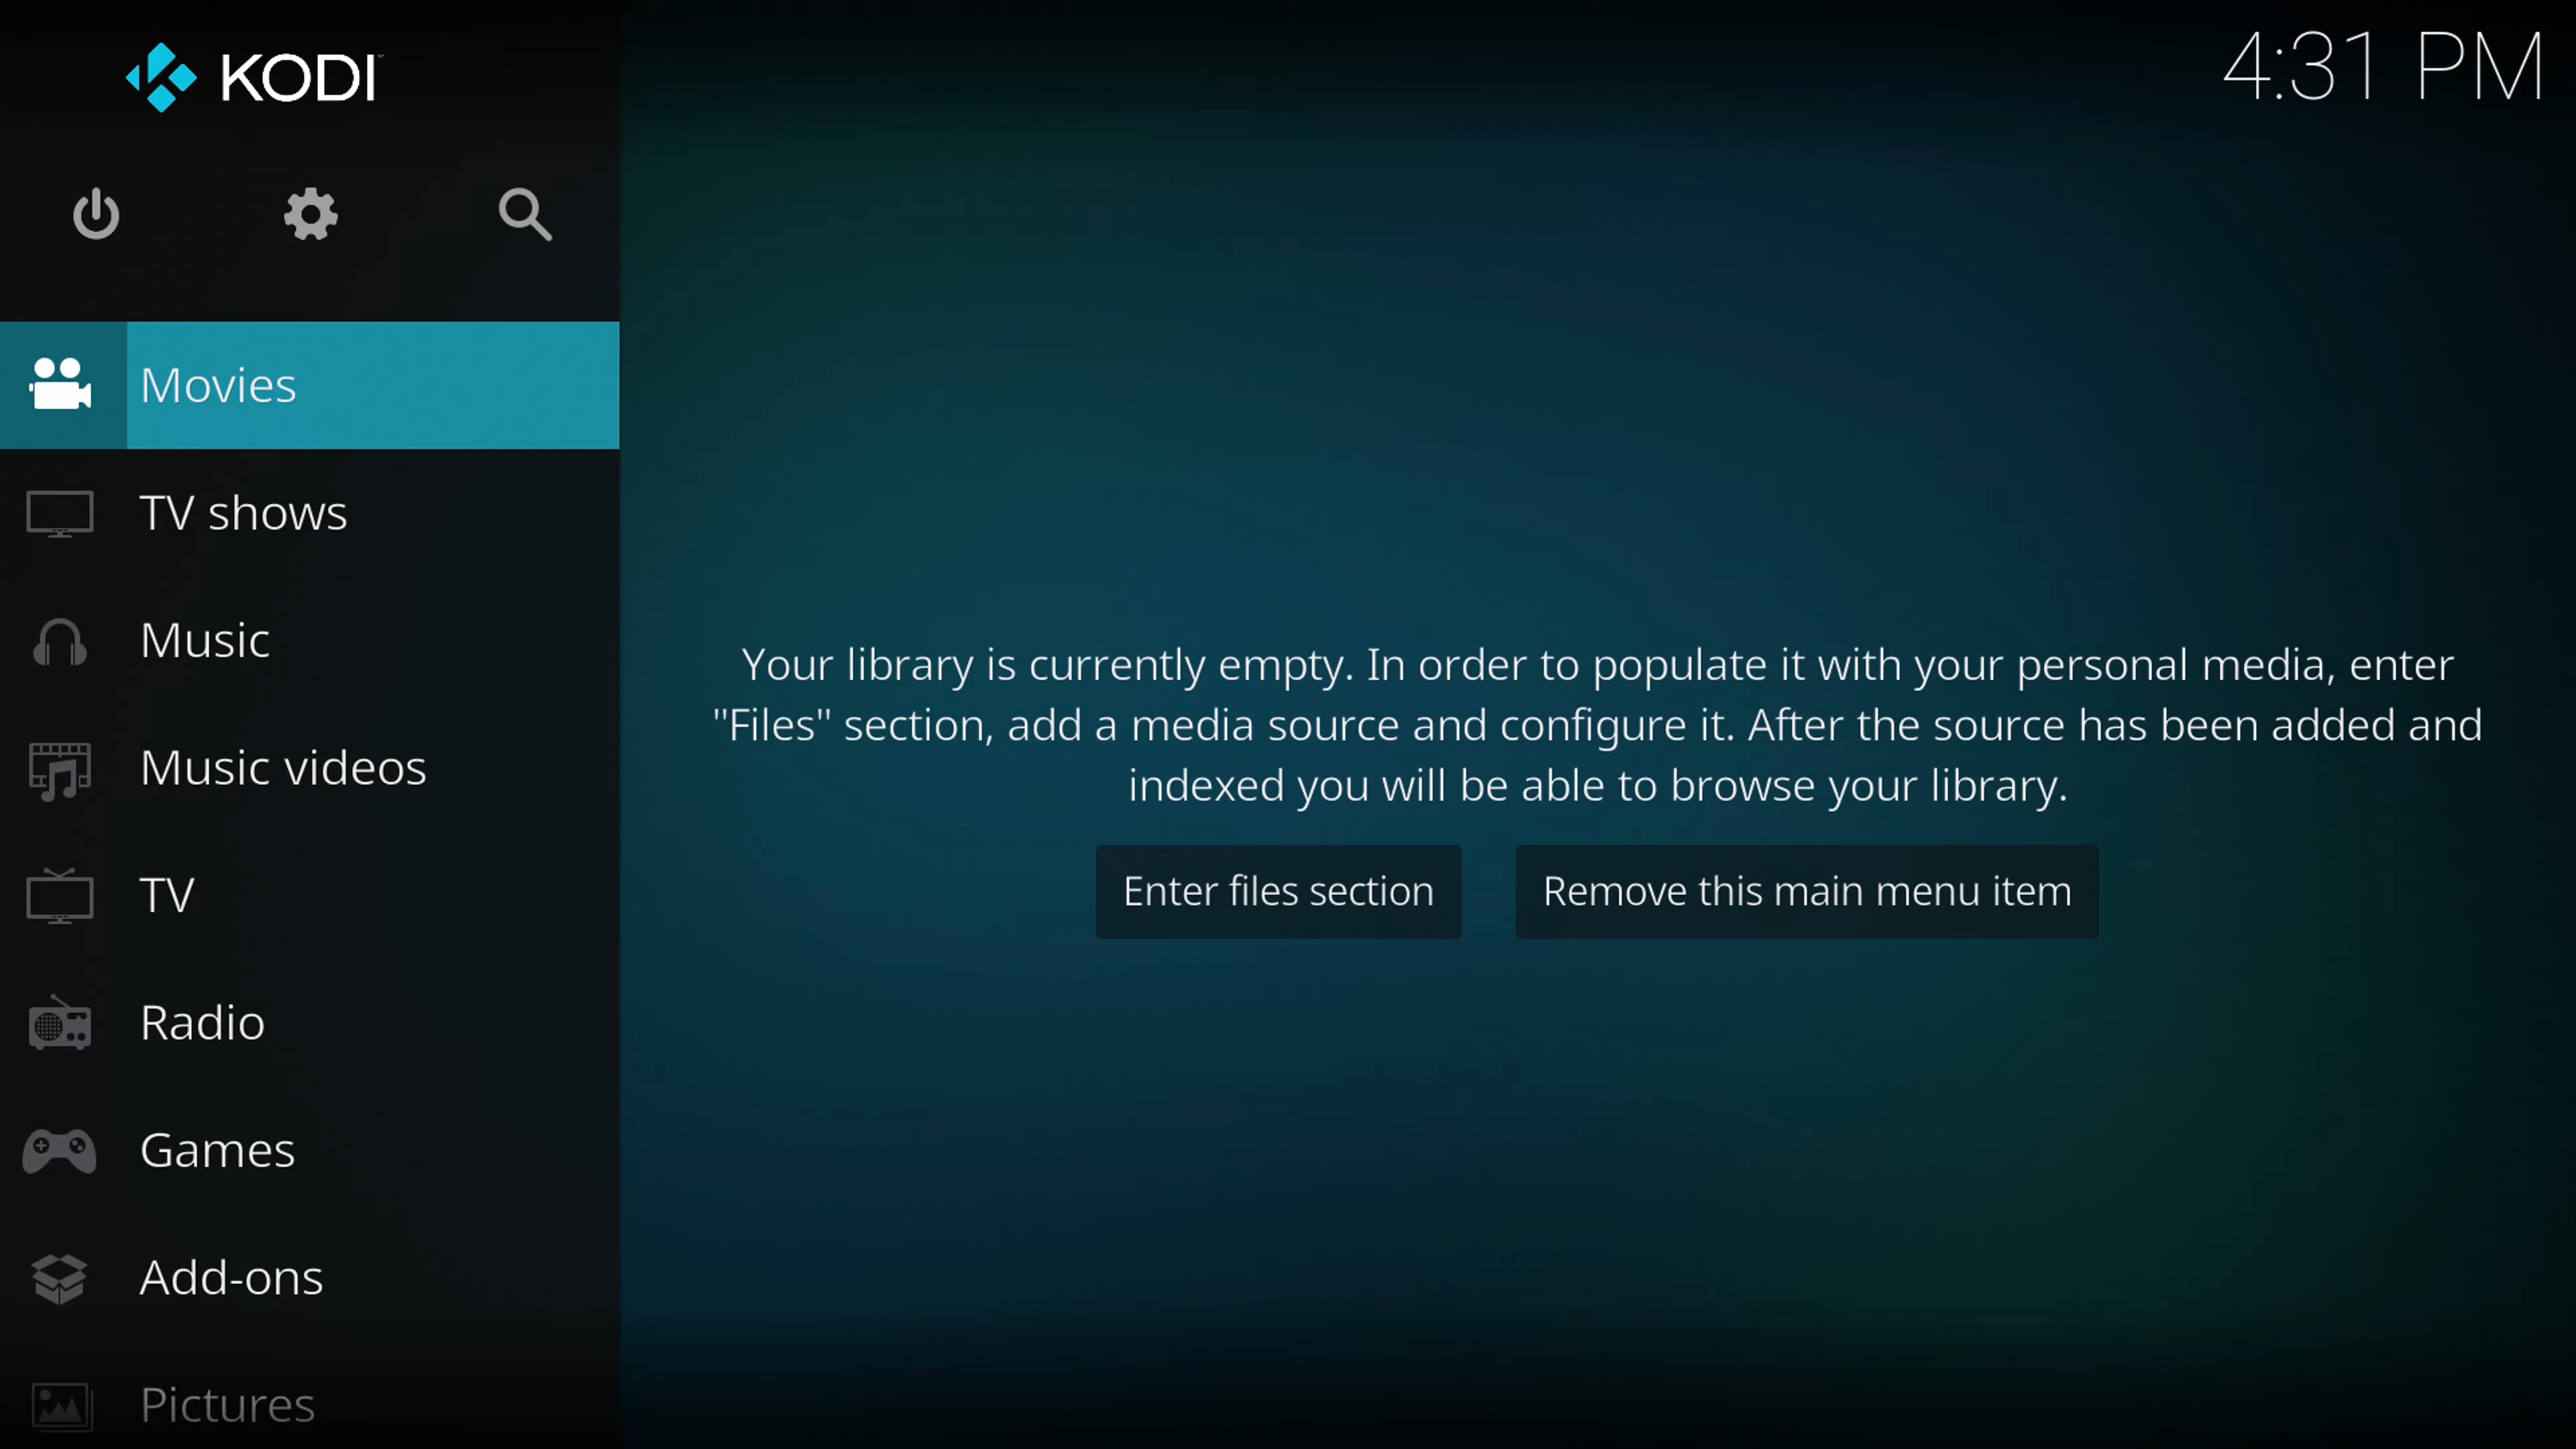 KODI
4:31 PM
Movies
TV shows
Music
Music videos
TV
Radio
Games
Add-ons
Pictures
Your library is currently empty. In order to populate it with your personal media, enter
"Files" section, add a media source and configure it. After the source has been added and
indexed you will be able to browse your library.
Enter files section
Remove this main menu item